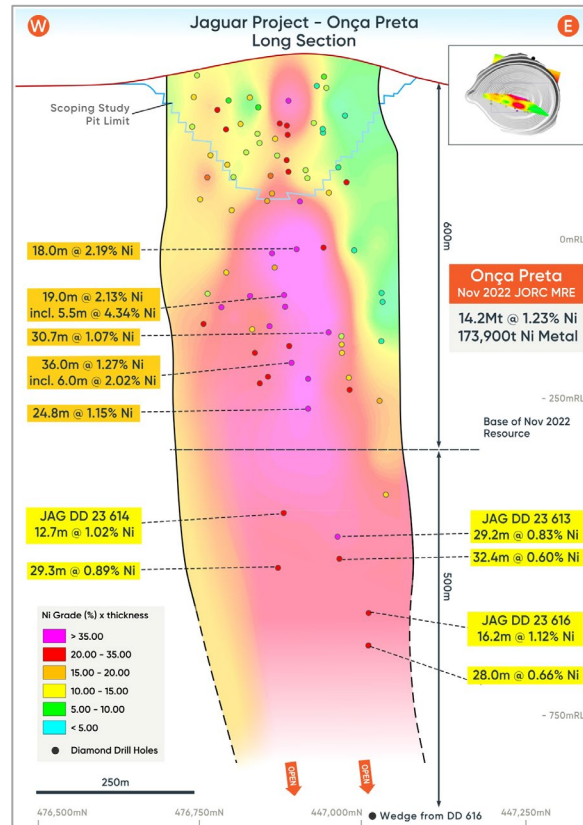 Jaguar Project - Onça Preta
Long Section
W
E
Scoping Study
Pit Limit
600m
0mRL
18.0m @ 2.19% Ni
Onça Preta
Nov 2022 JORC MRE
14.2Mt @ 1.23% Ni
173,900t Ni Metal
19.0m @ 2.13% Ni
incl. 5.5m @ 4.34% Ni
30.7m @ 1.07% Ni
36.0m @ 1.27% Ni
incl. 6.0m @ 2.02% Ni
24.8m @ 1.15% Ni
- 250mRL
Base of Nov 2022
Resource
JAG DD 23 614
12.7m @ 1.02% Ni
29.3m @ 0.89% Ni
JAG DD 23 613
29.2m @ 0.83% Ni
32.4m @ 0.60% Ni
500m
JAG DD 23 616
16.2m @ 1.12% Ni
28.0m @ 0.66% Ni
- 750mRL
Ni Grade (%) x thickness
> 35.00
20.00 - 35.00
15.00 - 20.00
10.00 - 15.00
5.00 - 10.00
< 5.00
Diamond Drill Holes
250m
OPEN
OPEN
Wedge from DD 616
476,500mN
476,750mN
447,000mN
447,250mN